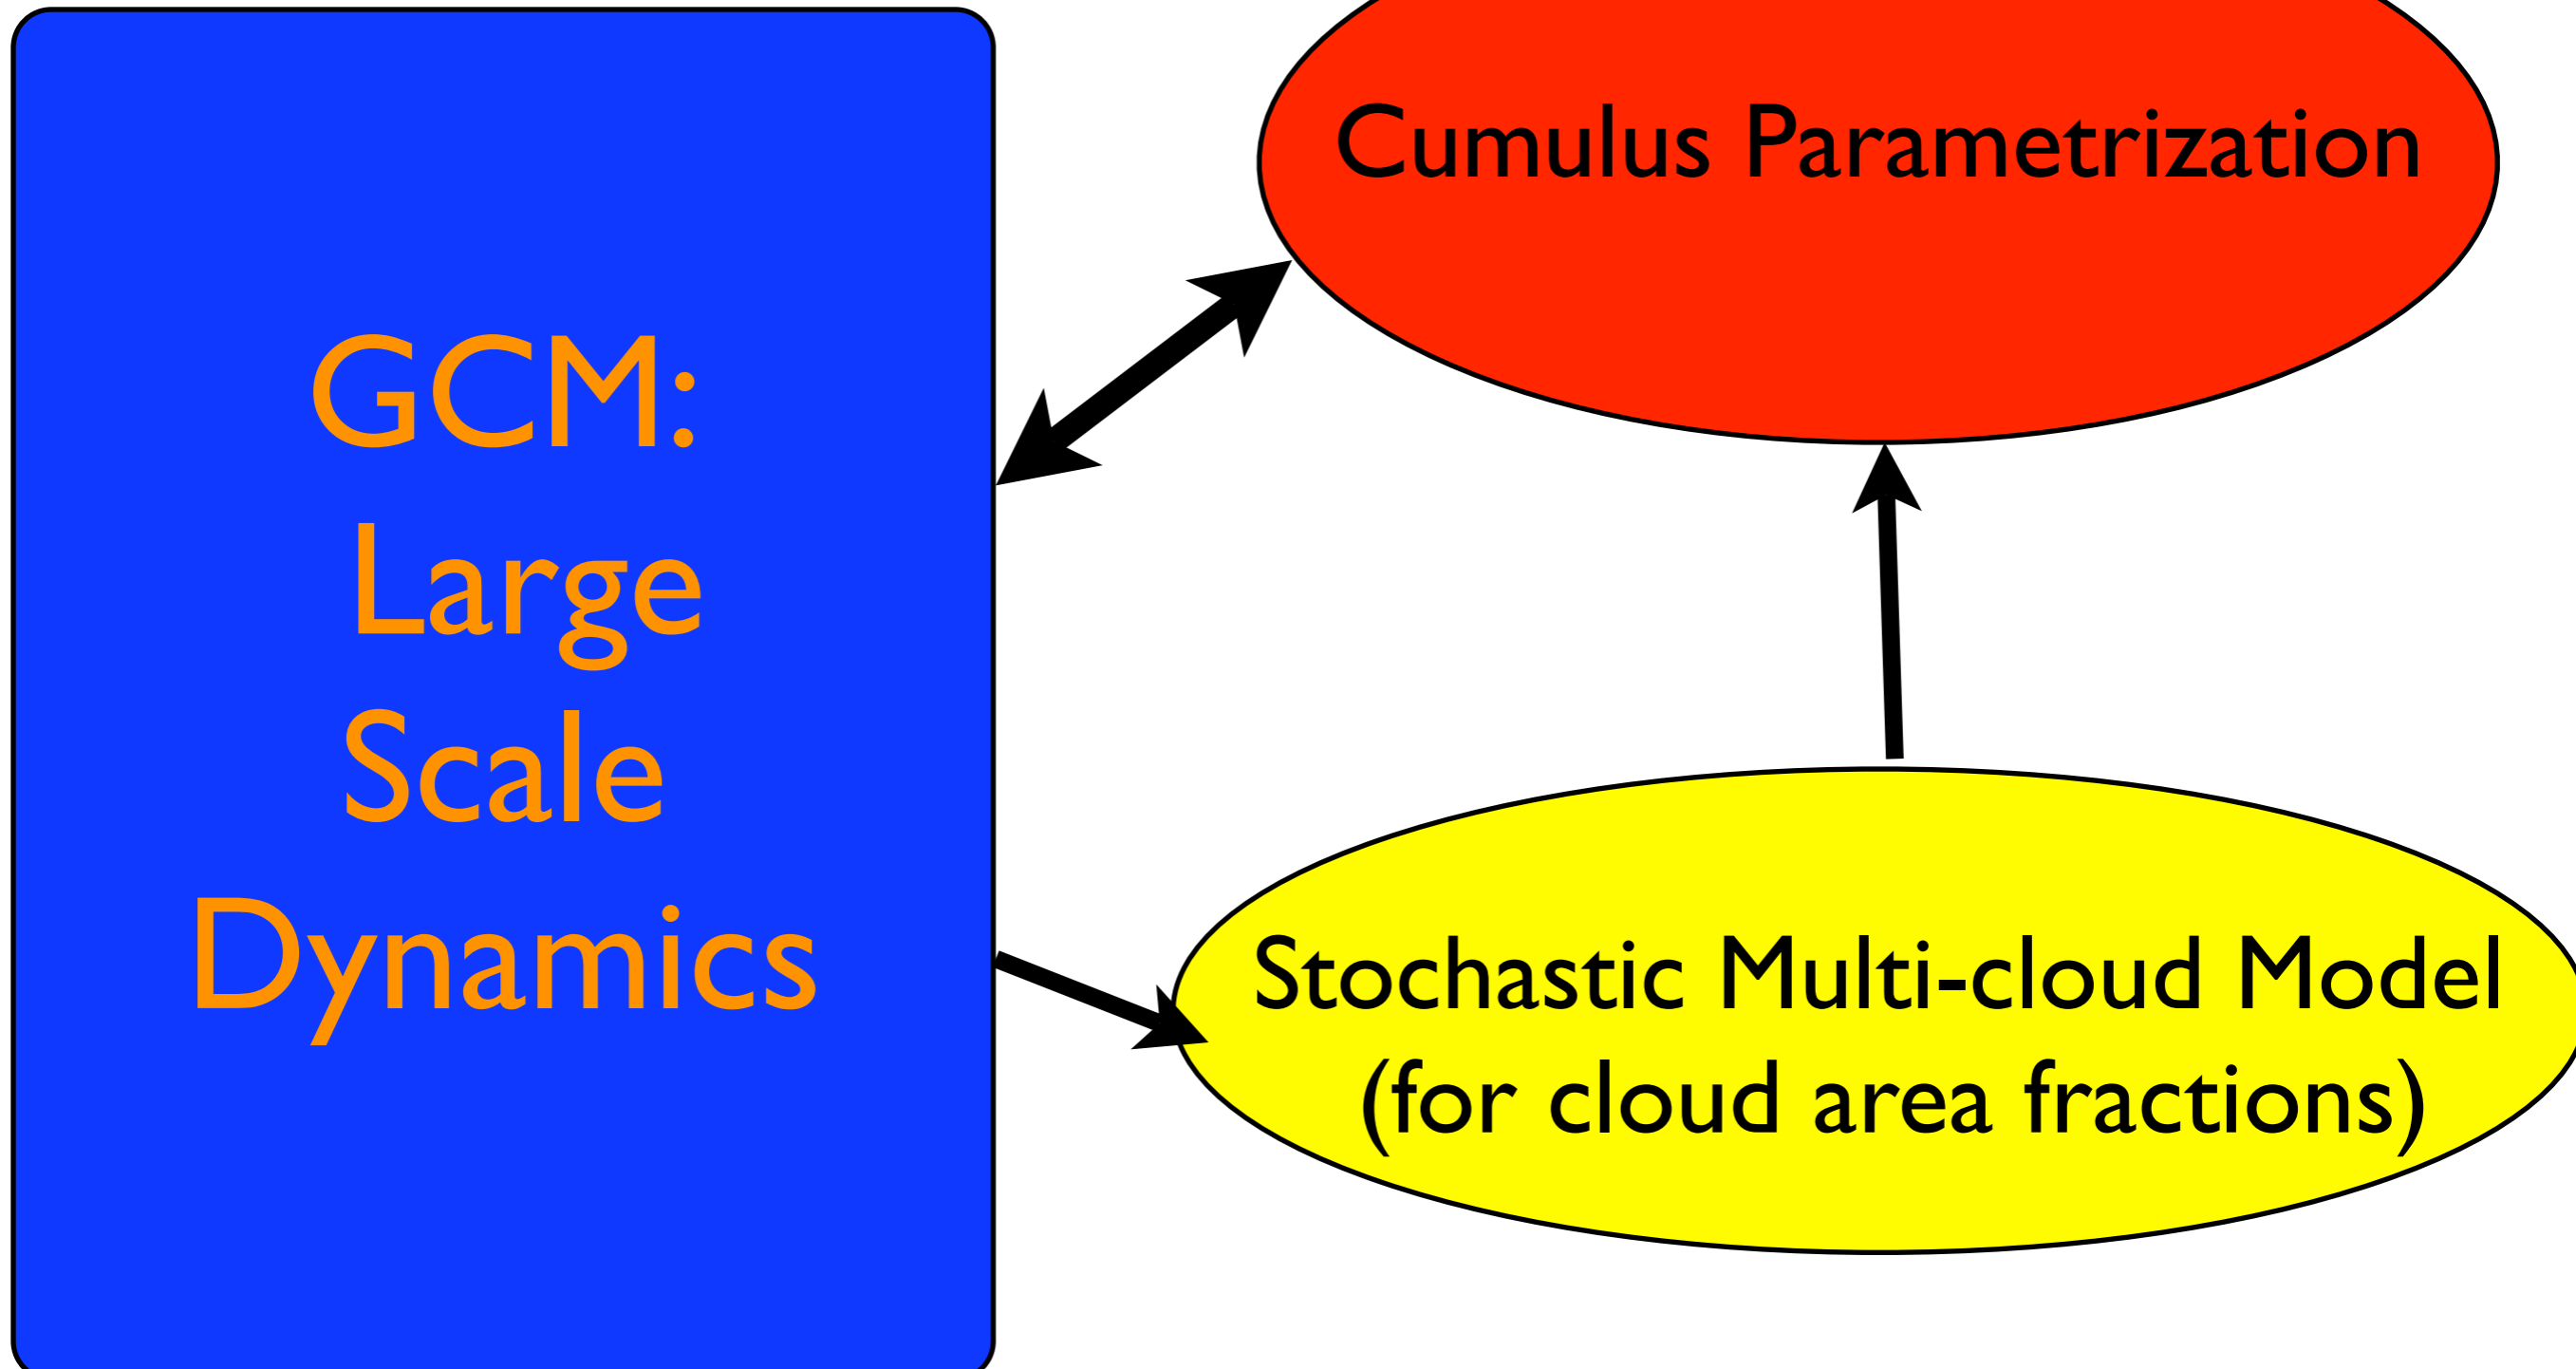 GCM:
Large
Scale
Dynamics
Cumulus Parametrization
Stochastic Multi-cloud Model
(for cloud area fractions)